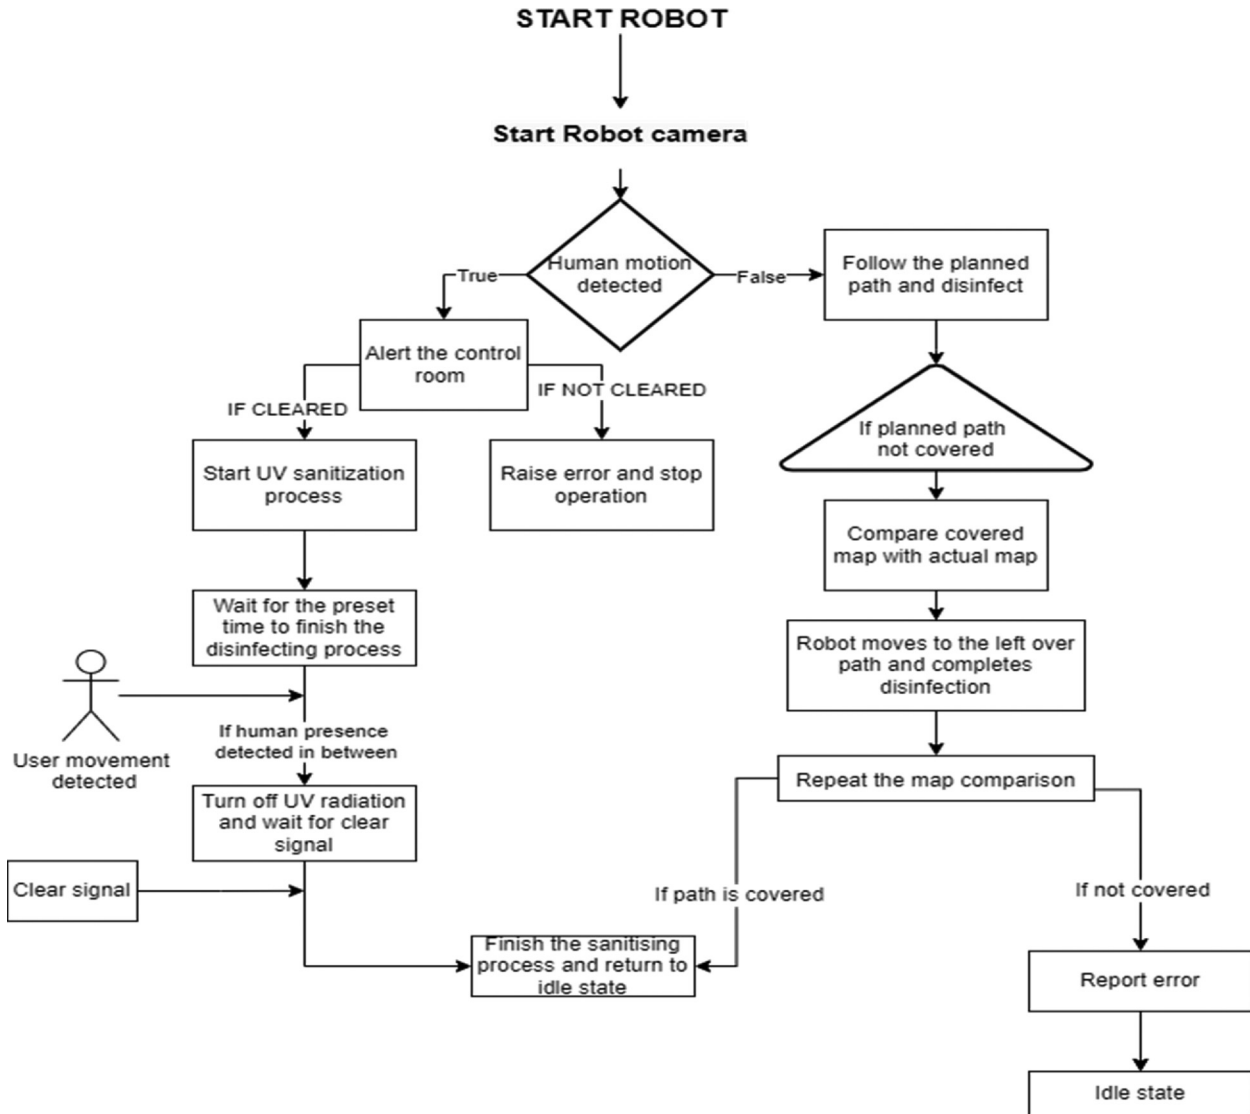 START ROBOT
Start Robot camera
Human motion
detected
True
False
Follow the planned
path and disinfect
Alert the control
room
IF CLEARED
IF NOT CLEARED
If planned path
not covered
Start UV sanitization
process
Raise error and stop
operation
Compare covered
map with actual map
Wait for the preset
time to finish the
disinfecting process
Robot moves to the left over
path and completes
disinfection
User movement
detected
If human presence
detected in between
Repeat the map comparison
Turn off UV radiation
and wait for clear
signal
Clear signal
If path is covered
If not covered
Finish the sanitising
process and return to
idle state
Report error
Idle state